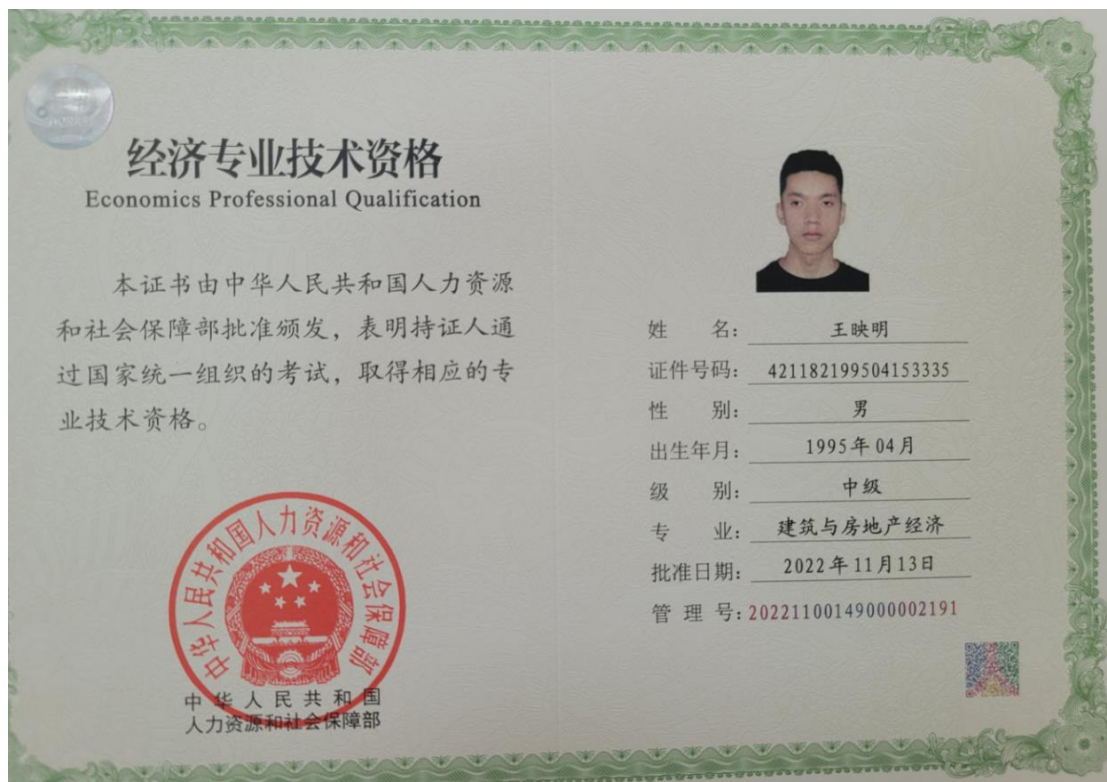 经济专业技术资格
Economics Professional Qualification
本证书由中华人民共和国人力资源
和社会保障部批准颁发，表明持证人通
过国家统一组织的考试，取得相应的专
业技术资格。
中华人民共和国人力资源和社会保障部
中华人民共和国
人力资源和社会保障部
姓名：王映明
证件号码：421182199504153335
性别：男
出生年月：1995年04月
级别：中级
专业：建筑与房地产经济
批准日期：2022年11月13日
管理号：20221100149000002191